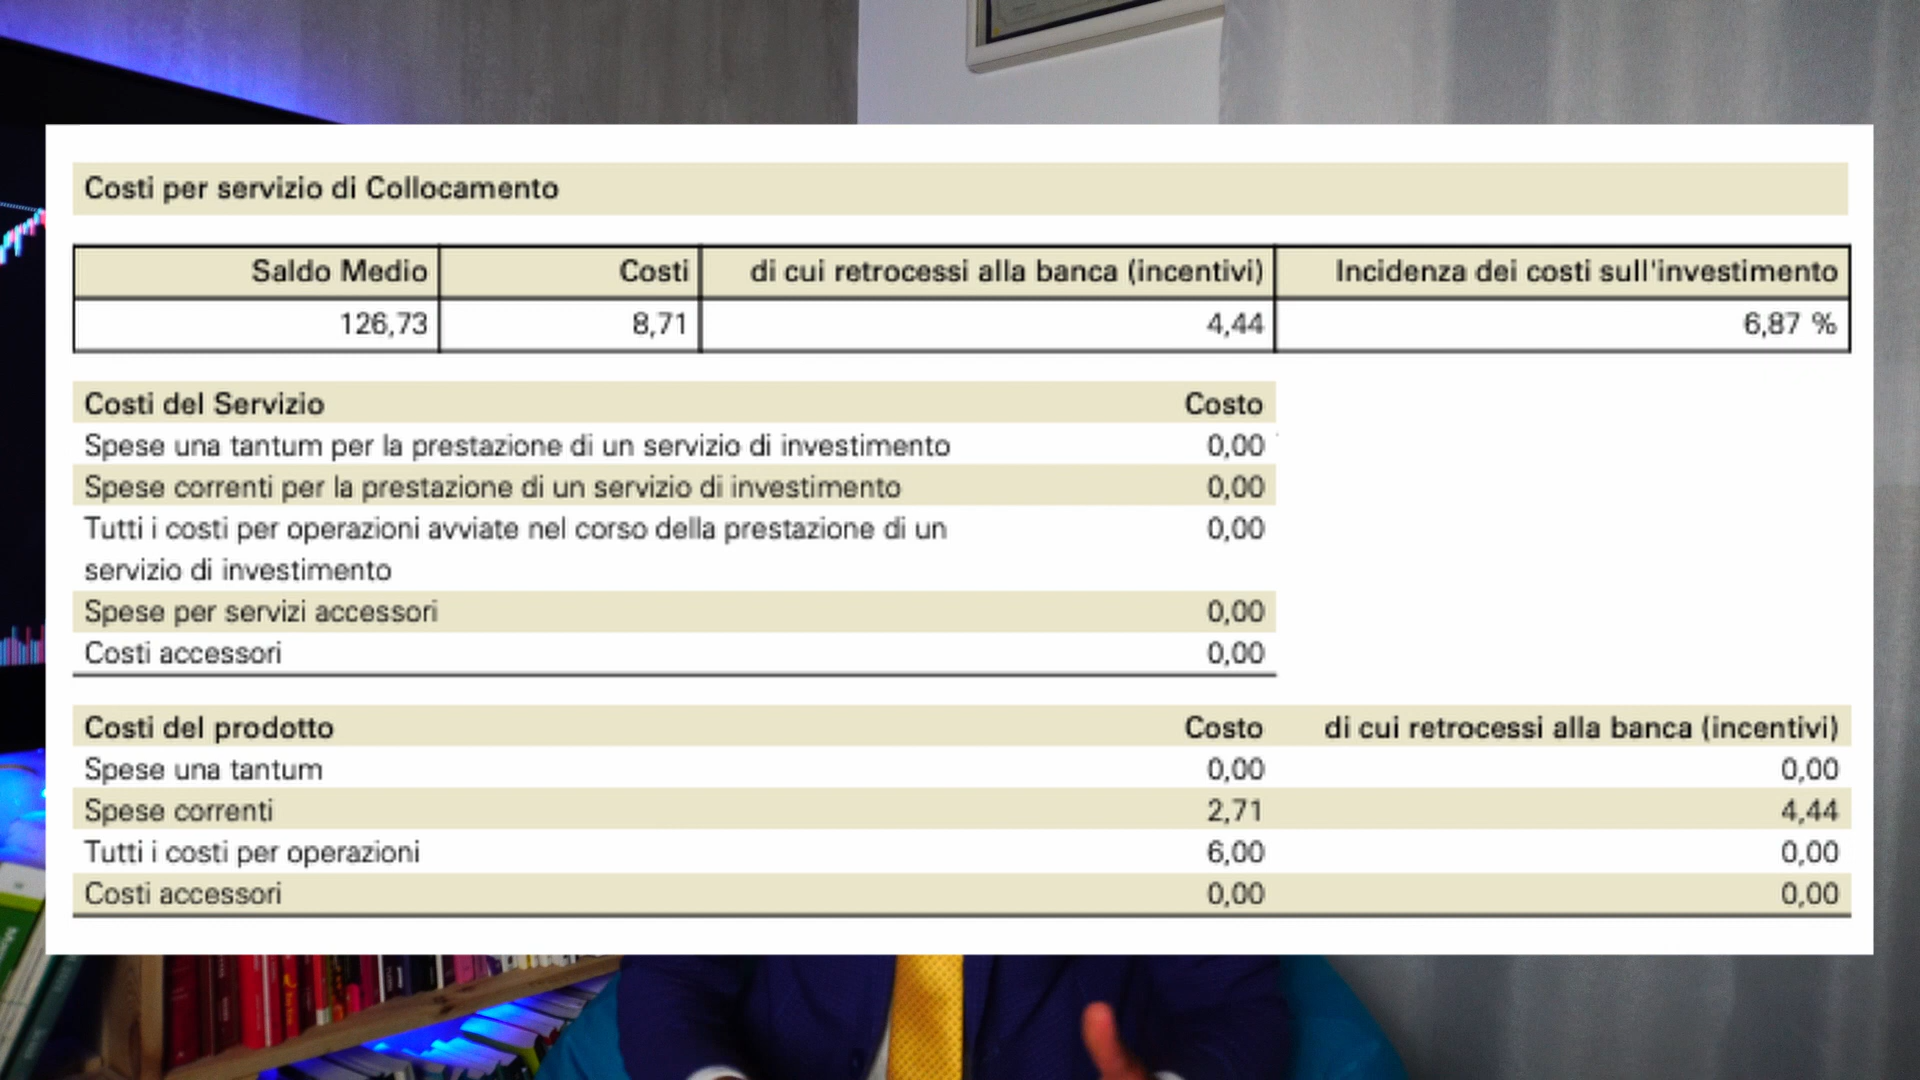 Costi per servizio di Collocamento
Saldo Medio Costi di cui retrocessi alla banca (incentivi) Incidenza dei costi sull'investimento
126,73 8,71 4,44 6,87 %
Costi del Servizio Costo
Spese una tantum per la prestazione di un servizio di investimento 0,00
Spese correnti per la prestazione di un servizio di investimento 0,00
Tutti i costi per operazioni avviate nel corso della prestazione di un 0,00
servizio di investimento
Spese per servizi accessori 0,00
Costi accessori 0,00
Costi del prodotto Costo di cui retrocessi alla banca (incentivi)
Spese una tantum 0,00 0,00
Spese correnti 2,71 4,44
Tutti i costi per operazioni 6,00 0,00
Costi accessori 0,00 0,00